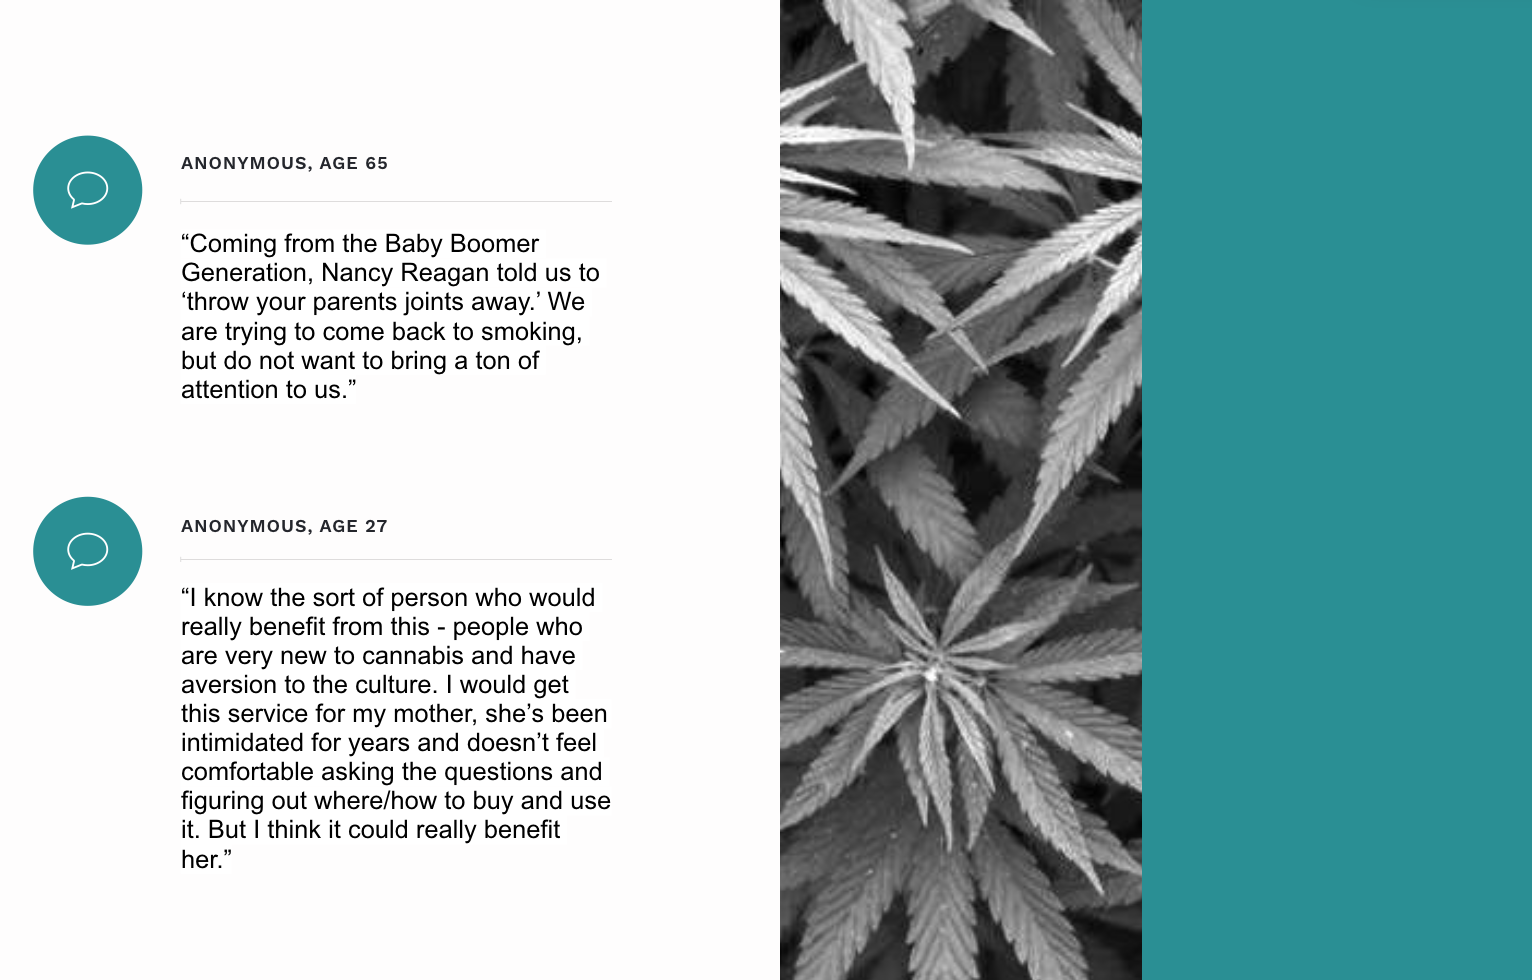 ANONYMOUS, AGE 65
“Coming from the Baby Boomer
Generation, Nancy Reagan told us to
‘throw your parents joints away.’ We
are trying to come back to smoking,
but do not want to bring a ton of
attention to us.”
ANONYMOUS, AGE 27
“I know the sort of person who would
really benefit from this - people who
are very new to cannabis and have
aversion to the culture. I would get
this service for my mother, she’s been
intimidated for years and doesn’t feel
comfortable asking the questions and
figuring out where/how to buy and use
it. But I think it could really benefit
her.”